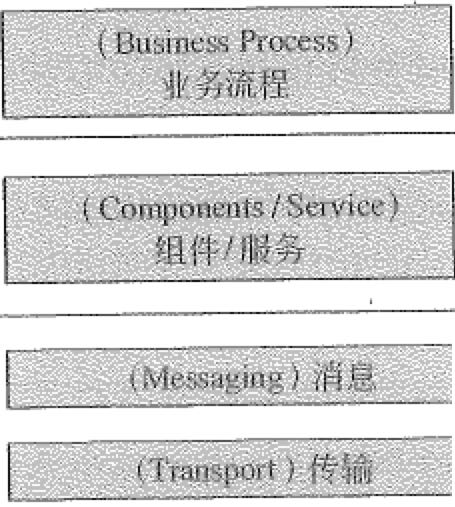 (Business Process)
业务流程
(Components/Service)
组件/服务
(Messaging) 消息
(Transport) 传输